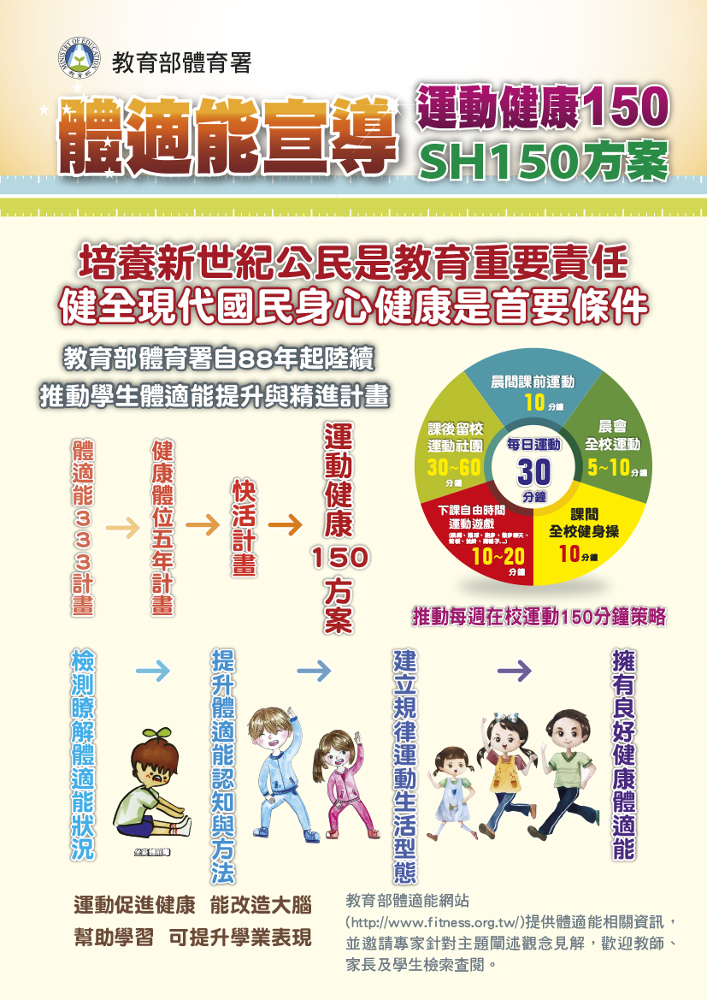 MINISTRY OF EDUCATION
教育部
教育部體育署
體適能宣導
運動健康150
SH150方案
培養新世紀公民是教育重要責任
健全現代國民身心健康是首要條件
教育部體育署自88年起陸續
推動學生體適能提升與精進計畫
體適能333計畫
健康體位五年計畫
快活計畫
運動健康150方案
晨間課前運動
10分鐘
晨會
全校運動
5~10分鐘
課間
全校健身操
10分鐘
下課自由時間
運動遊戲
10~20
分鐘
課後留校
運動社團
30~60
分鐘
每日運動
30
分鐘
推動每週在校運動150分鐘策略
檢測瞭解體適能狀況
坐姿體前彎
提升體適能認知與方法
建立規律運動生活型態
擁有良好健康體適能
運動促進健康 能改造大腦
幫助學習 可提升學業表現
教育部體適能網站
(http://www.fitness.org.tw/)提供體適能相關資訊，
並邀請專家針對主題闡述觀念見解，歡迎教師、
家長及學生檢索查閱。